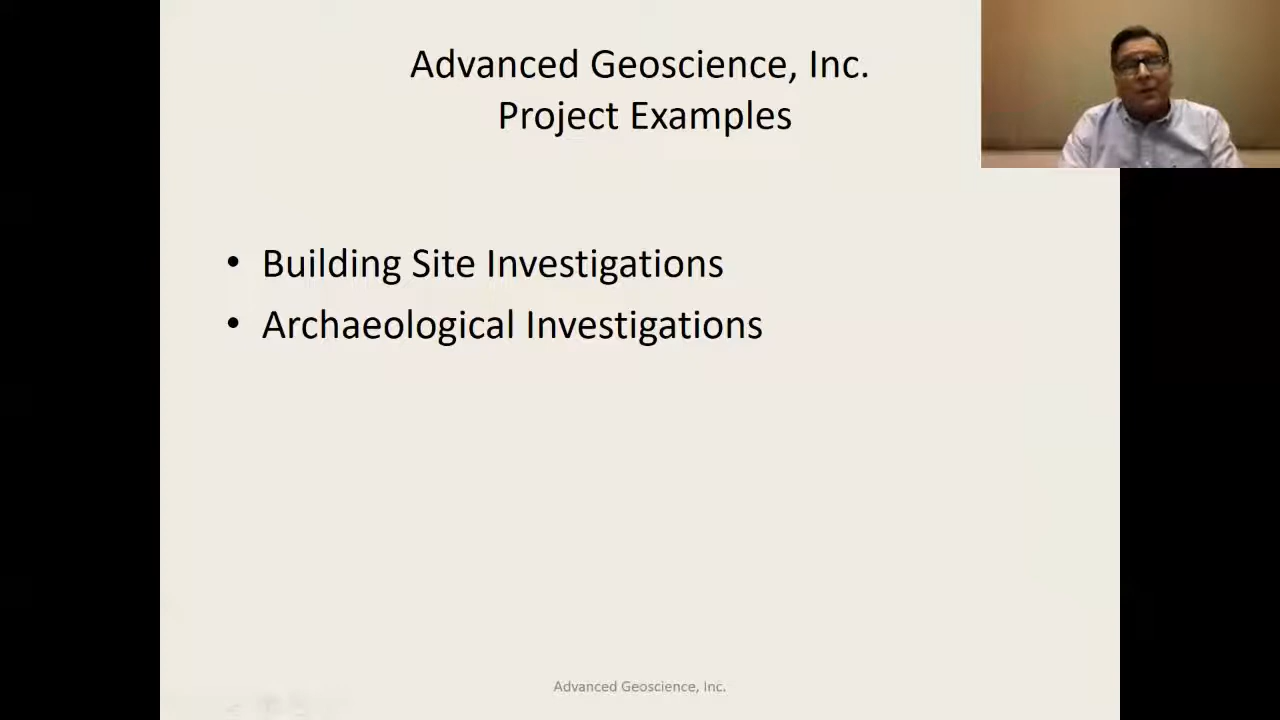 Advanced Geoscience, Inc.
Project Examples
• Building Site Investigations
• Archaeological Investigations
Advanced Geoscience, Inc.